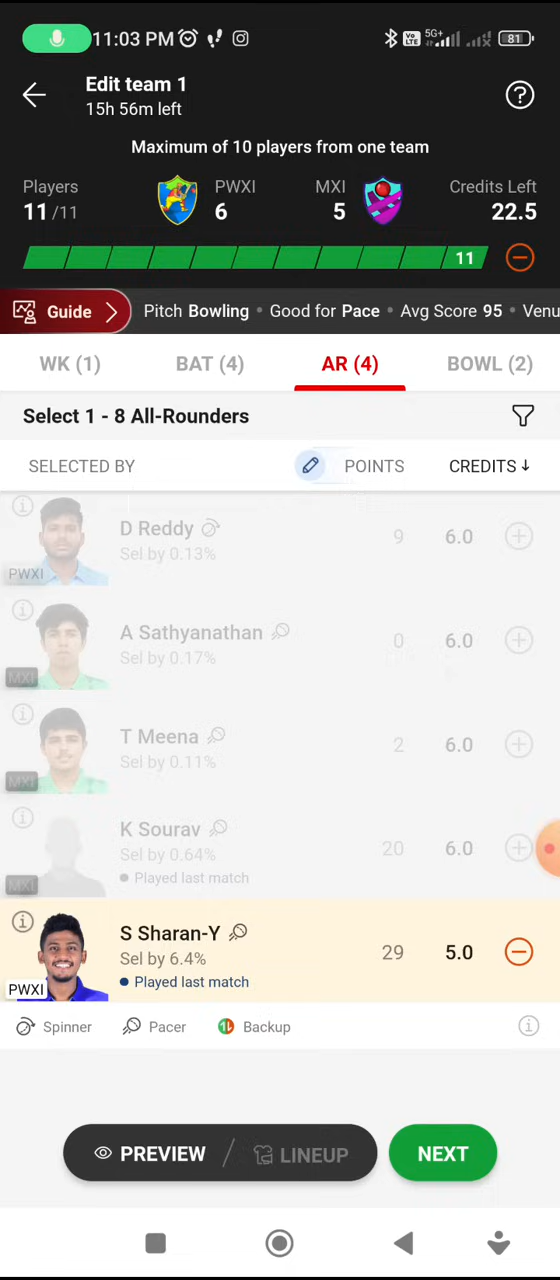 11:03 PM
Vo LTE 5G+ 81
Edit team 1
15h 56m left
Maximum of 10 players from one team
Players PWXI MXI Credits Left
11/11 6 5 22.5
11
Guide Pitch Bowling • Good for Pace • Avg Score 95 • Venu
WK (1) BAT (4) AR (4) BOWL (2)
Select 1 - 8 All-Rounders
SELECTED BY POINTS CREDITS ↓
D Reddy 9 6.0
Sel by 0.13%
PWXI
A Sathyanathan 0 6.0
Sel by 0.17%
MXI
T Meena 2 6.0
Sel by 0.11%
MXI
K Sourav 20 6.0
Sel by 0.64%
• Played last match
MXI
S Sharan-Y 29 5.0
Sel by 6.4%
• Played last match
PWXI
Spinner Pacer Backup
PREVIEW / LINEUP NEXT